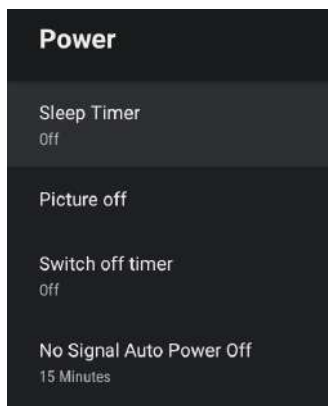 Power
Sleep Timer
Off
Picture off
Switch off timer
Off
No Signal Auto Power Off
15 Minutes